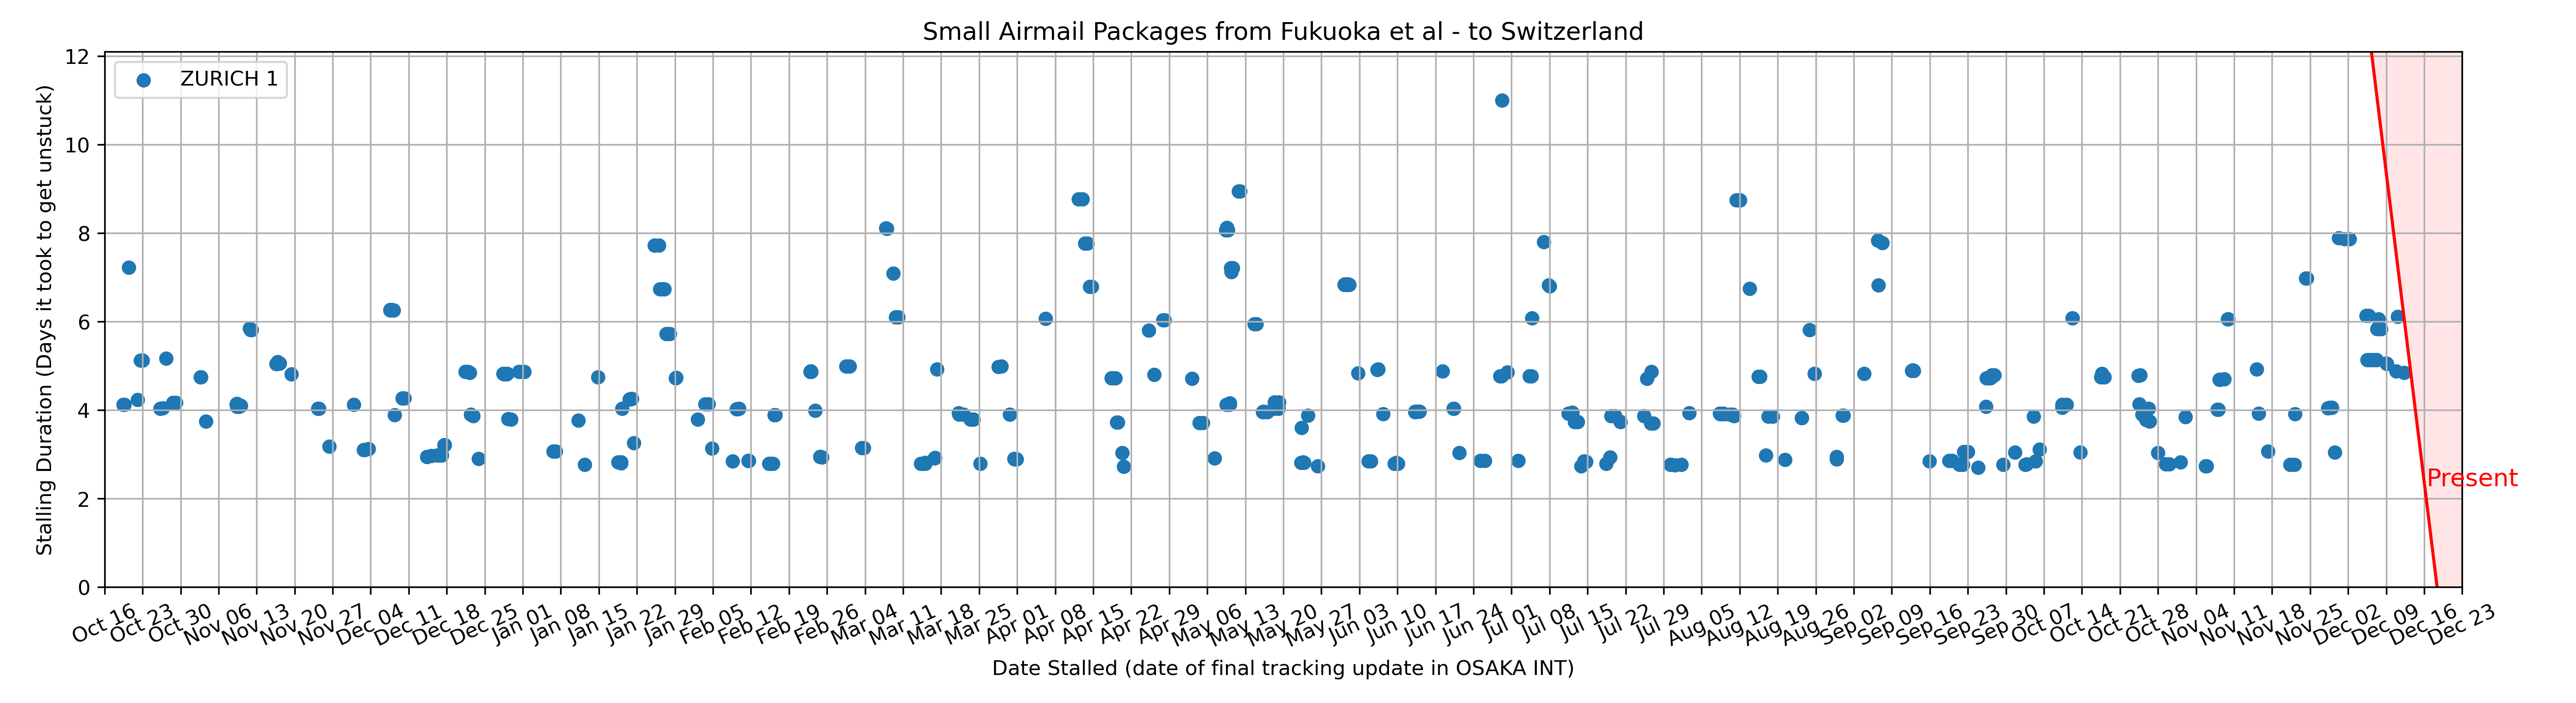 Small Airmail Packages from Fukuoka et al - to Switzerland
ZURICH 1
Stalling Duration (Days iit took to get unstuck)
12
10
8
6
4
2
0
Present
Oct 16
Oct 23
Oct 30
Nov 06
Nov 13
Nov 20
Nov 27
Dec 04
Dec 11
Dec 18
Dec 25
Jan 01
Jan 08
Jan 15
Jan 22
Jan 29
Feb 05
Feb 12
Feb 19
Feb 26
Mar 04
Mar 11
Mar 18
Mar 25
Apr 01
Apr 08
Apr 15
Apr 22
Apr 29
May 06
May 13
May 20
May 27
Jun 03
Jun 10
Jun 17
Jun 24
Jul 01
Jul 08
Jul 15
Jul 22
Jul 29
Aug 05
Aug 12
Aug 19
Aug 26
Sep 02
Sep 09
Sep 16
Sep 23
Sep 30
Oct 07
Oct 14
Oct 21
Oct 28
Nov 04
Nov 11
Nov 18
Nov 25
Dec 02
Dec 09
Dec 16
Dec 23
Date Stalled (date of final tracking update in OSAKA INT)